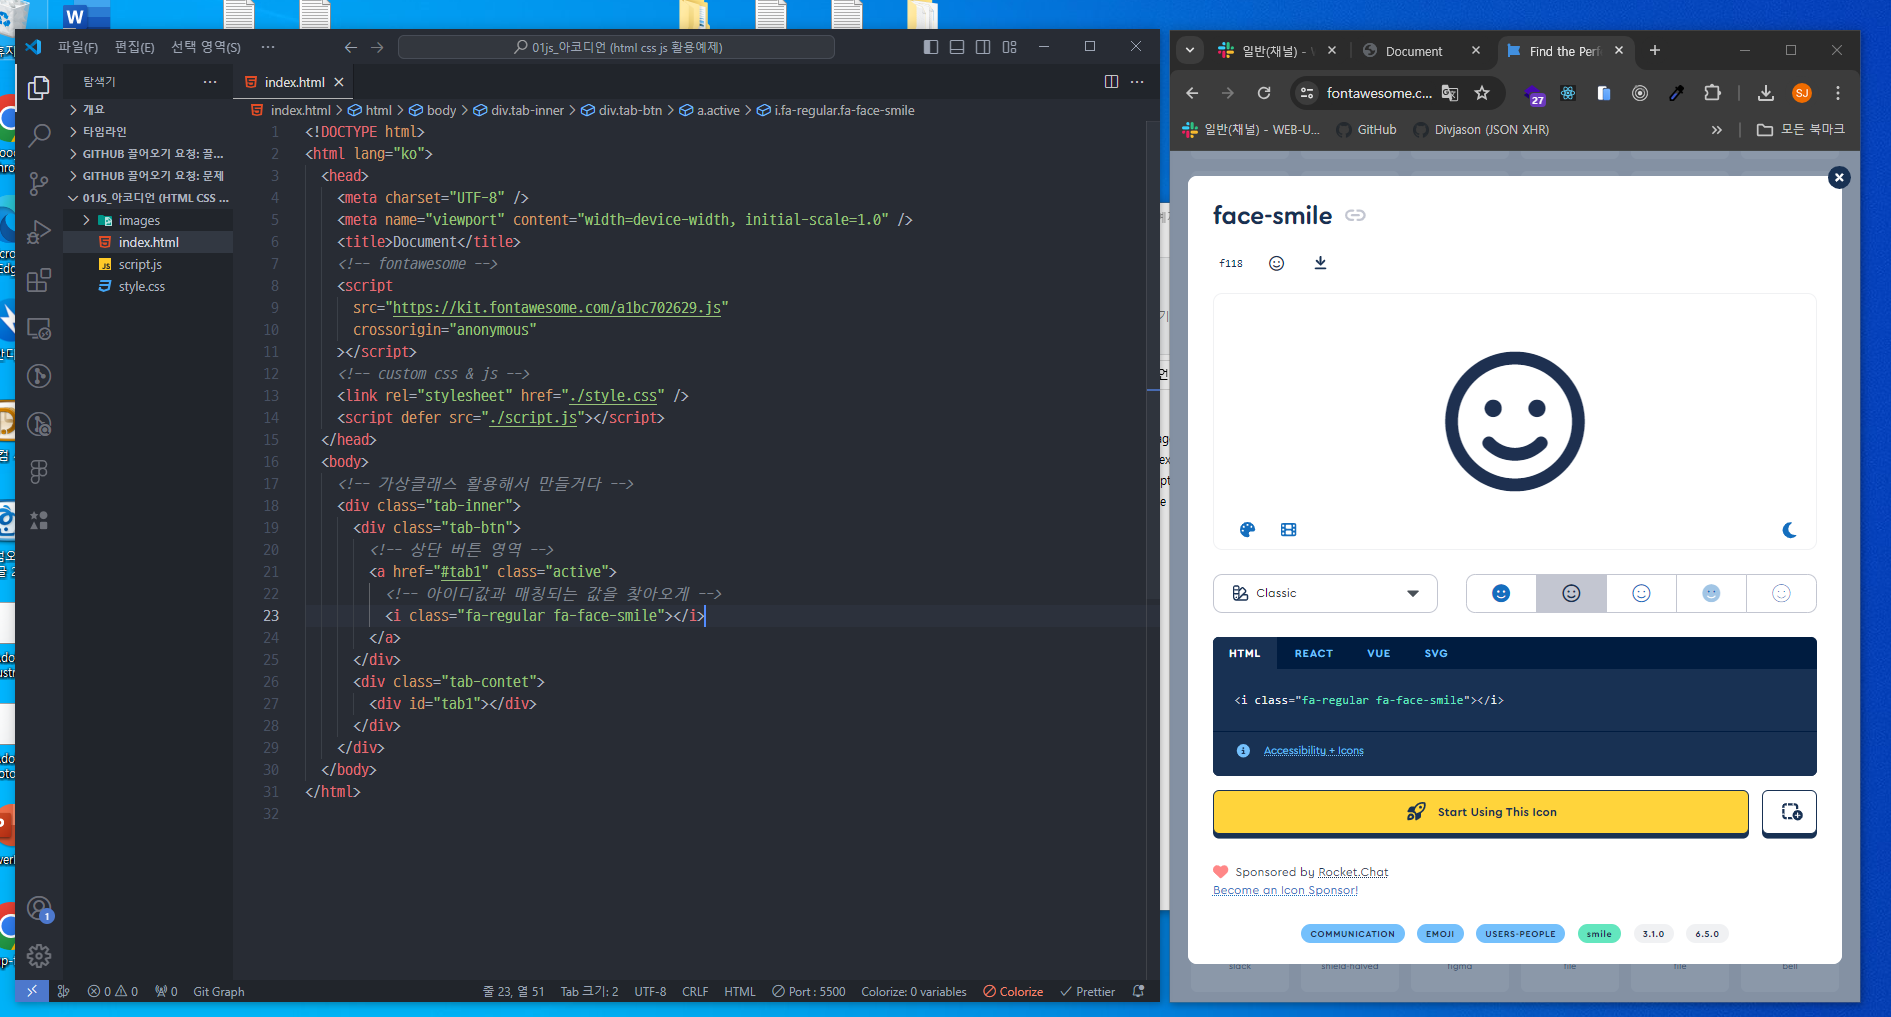 파일(F) 편집(E) 선택 영역(S) ···
01js_아코디언 (html css js 활용예제)
탐색기
개요
타임라인
GITHUB 끌어오기 요청: 끌...
GITHUB 끌어오기 요청: 문제
01JS_아코디언 (HTML CSS ...
images
index.html
script.js
style.css
index.html
index.html > html > body > div.tab-inner > div.tab-btn > a.active > i.fa-regular.fa-face-smile
1 <!DOCTYPE html>
2 <html lang="ko">
3 <head>
4 <meta charset="UTF-8" />
5 <meta name="viewport" content="width=device-width, initial-scale=1.0" />
6 <title>Document</title>
7 <!-- fontawesome -->
8 <script
9 src="https://kit.fontawesome.com/a1bc702629.js"
10 crossorigin="anonymous"
11 ></script>
12 <!-- custom css & js -->
13 <link rel="stylesheet" href="./style.css" />
14 <script defer src="./script.js"></script>
15 </head>
16 <body>
17 <!-- 가상클래스 활용해서 만들거다 -->
18 <div class="tab-inner">
19 <div class="tab-btn">
20 <!-- 상단 버튼 영역 -->
21 <a href="#tab1" class="active">
22 <!-- 아이디값과 매칭되는 값을 찾아오게 -->
23 <i class="fa-regular fa-face-smile"></i>
24 </a>
25 </div>
26 <div class="tab-contet">
27 <div id="tab1"></div>
28 </div>
29 </div>
30 </body>
31 </html>
32
1
0 0 0 Git Graph
줄 23, 열 51 Tab 크기: 2 UTF-8 CRLF HTML Port : 5500 Colorize: 0 variables Colorize Prettier
일반(채널) - Document Find the Perf
fontawesome.c... 27 SJ
일반(채널) - WEB-U... GitHub Divjason (JSON XHR) » 모든 북마크
face-smile
f118
Classic
HTML REACT VUE SVG
<i class="fa-regular fa-face-smile"></i>
Accessibility + Icons
Start Using This Icon
Sponsored by Rocket.Chat
Become an Icon Sponsor!
COMMUNICATION EMOJI USERS-PEOPLE smile 3.1.0 6.5.0
slack shield-halved figma file file bell